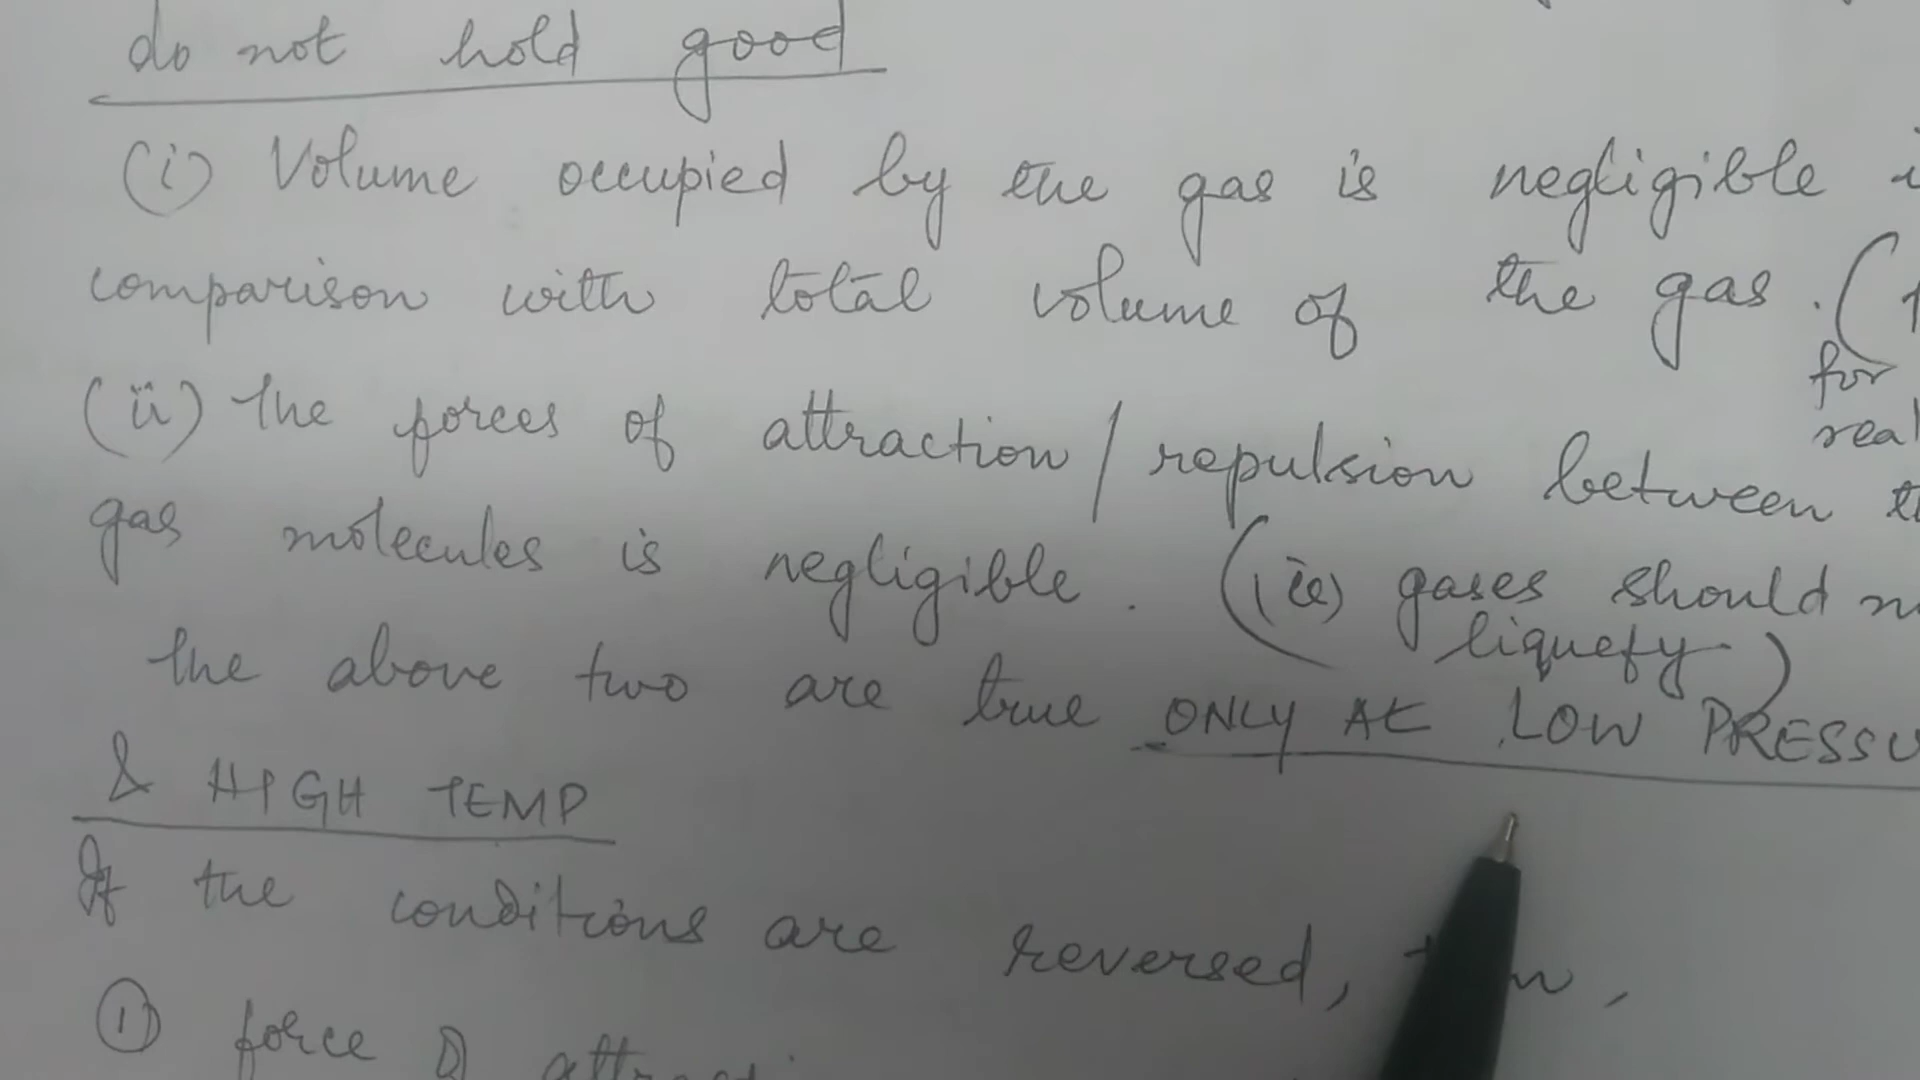 do not hold good
(i) Volume occupied by the gas is negligible
comparison with total volume of the gas. (
for
real
(ii) The forces of attraction / repulsion between
gas molecules is negligible. (ie) gases should
liquefy)
The above two are true ONLY At LOW PRESSU
& HIGH TEMP
If the conditions are reversed,
① force of